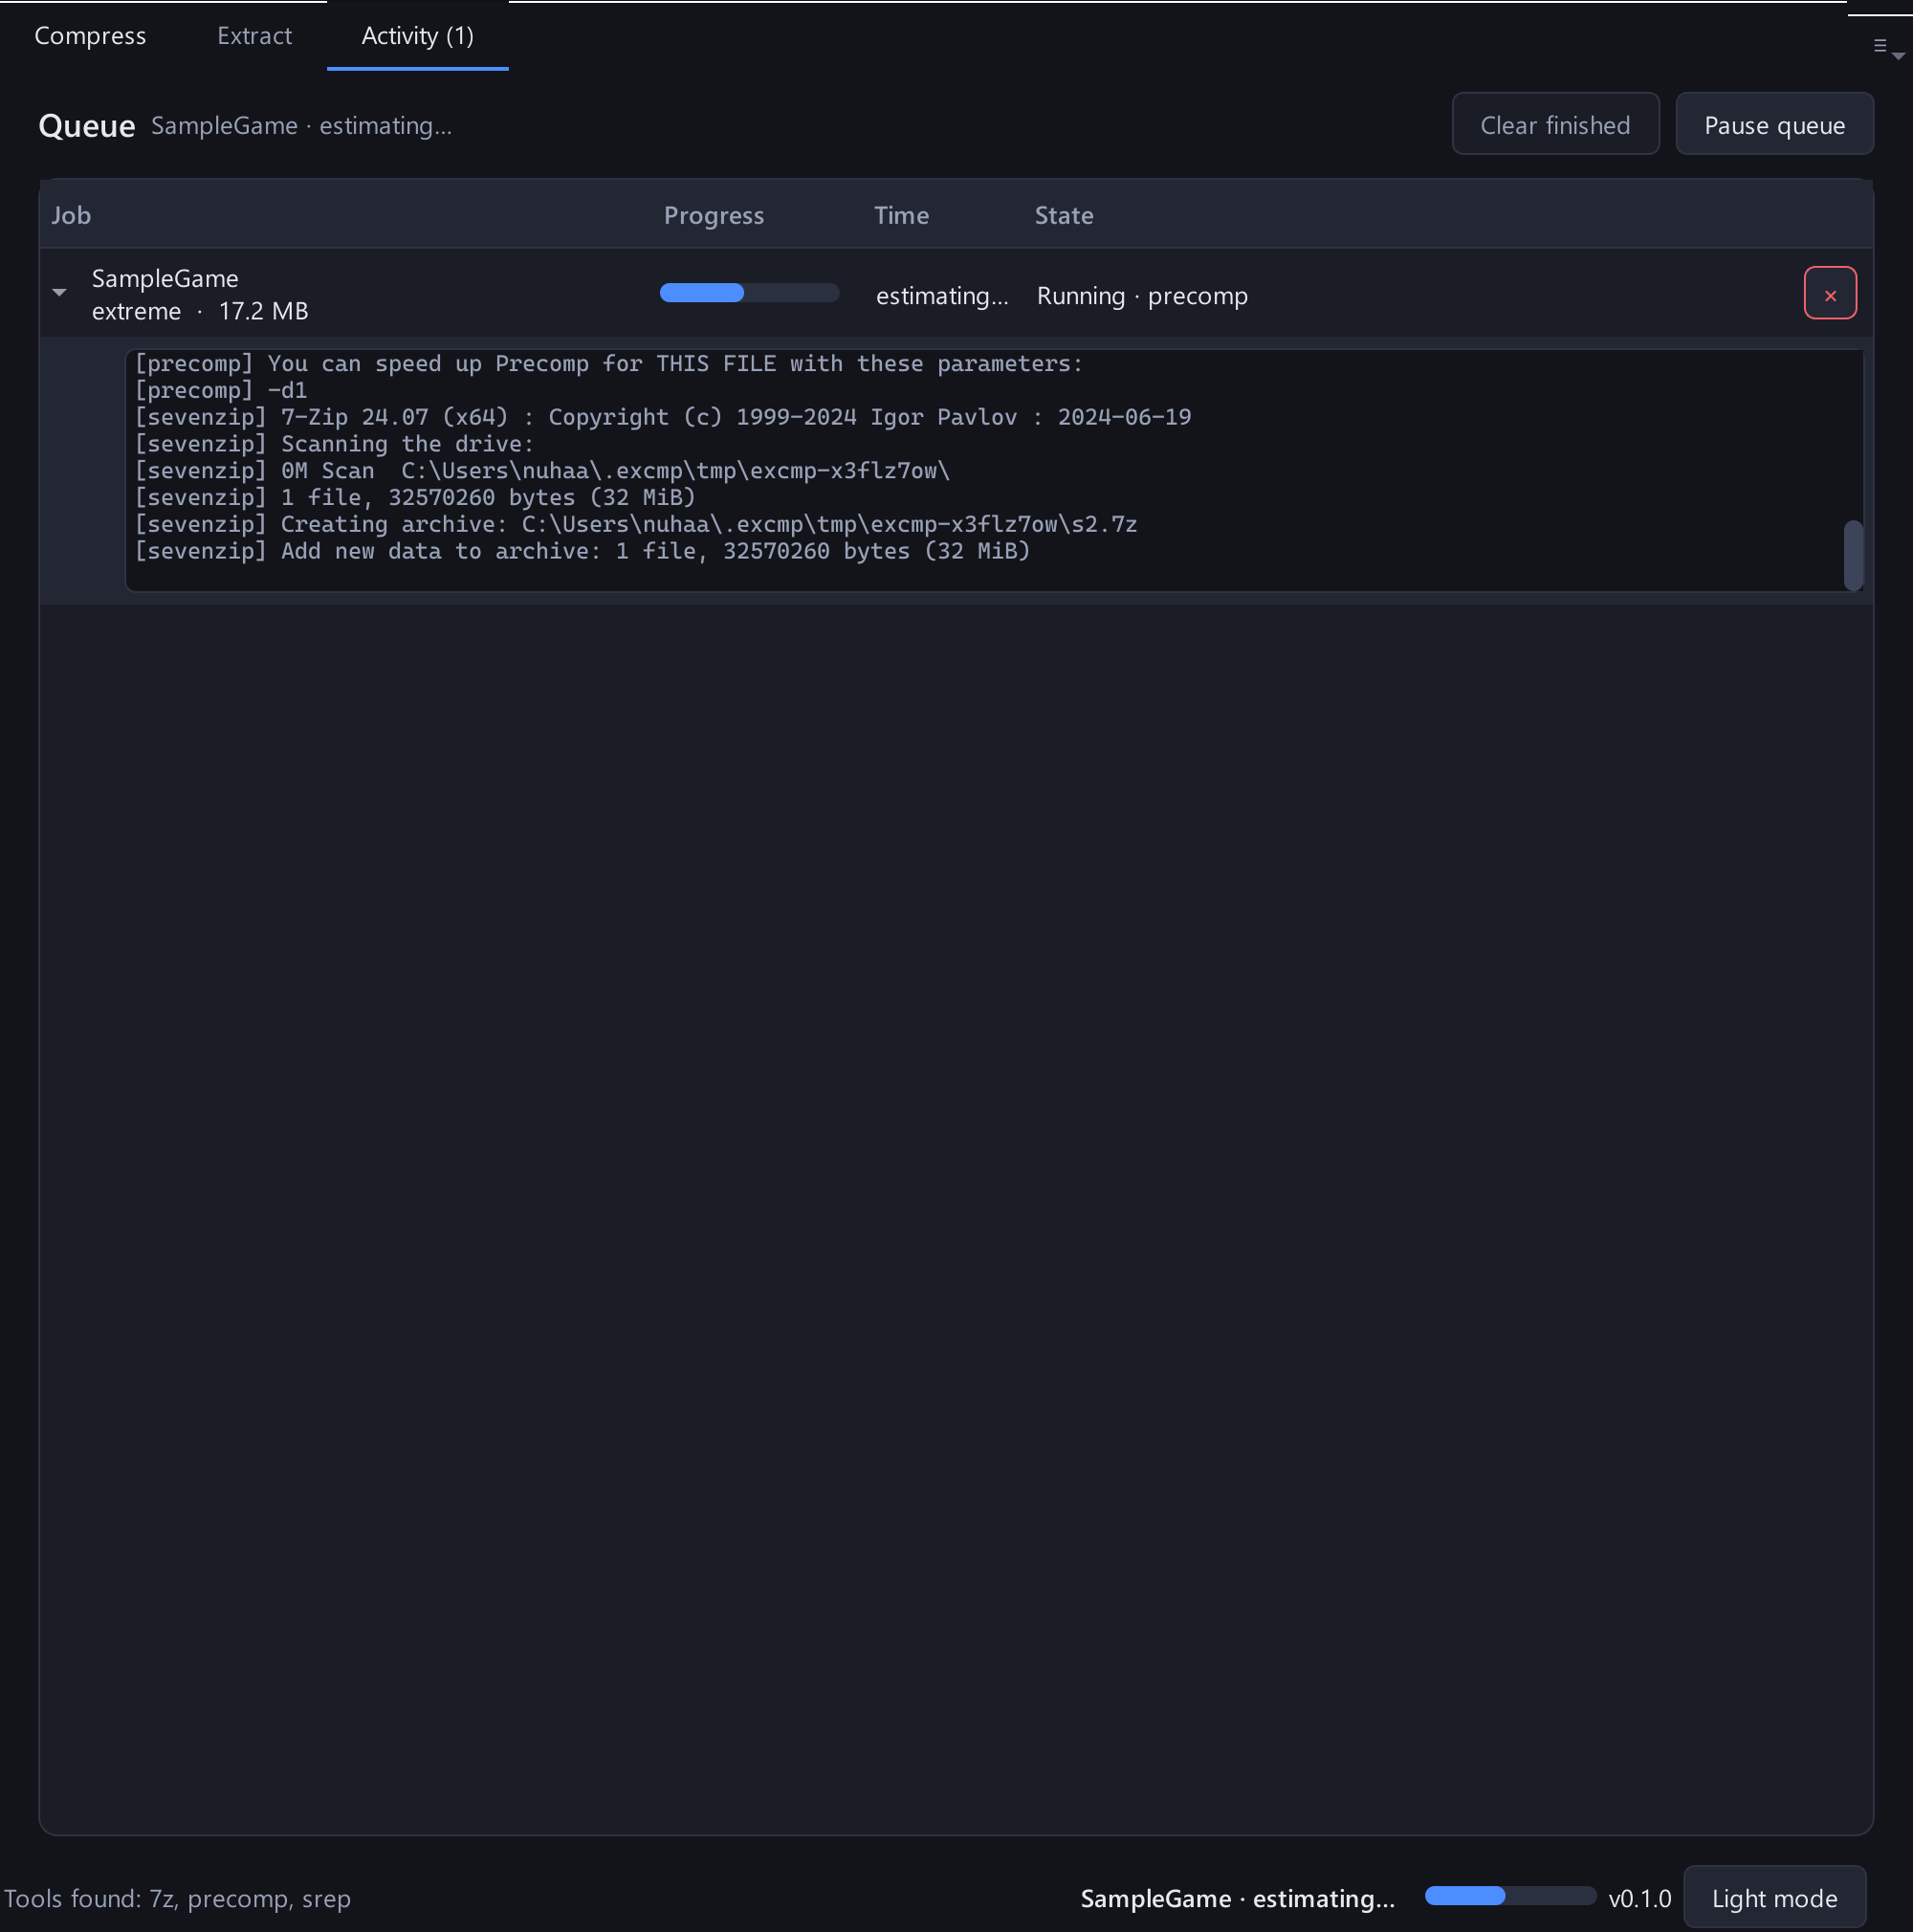 Compress Extract Activity (1)
☰
Queue SampleGame · estimating...
Clear finished Pause queue
Job Progress Time State
SampleGame
extreme · 17.2 MB
estimating... Running · precomp ×
[precomp] You can speed up Precomp for THIS FILE with these parameters:
[precomp] -d1
[sevenzip] 7-Zip 24.07 (x64) : Copyright (c) 1999-2024 Igor Pavlov : 2024-06-19
[sevenzip] Scanning the drive:
[sevenzip] 0M Scan  C:\Users\nuhaa\.excmp\tmp\excmp-x3flz7ow\
[sevenzip] 1 file, 32570260 bytes (32 MiB)
[sevenzip] Creating archive: C:\Users\nuhaa\.excmp\tmp\excmp-x3flz7ow\s2.7z
[sevenzip] Add new data to archive: 1 file, 32570260 bytes (32 MiB)
Tools found: 7z, precomp, srep SampleGame · estimating... v0.1.0 Light mode